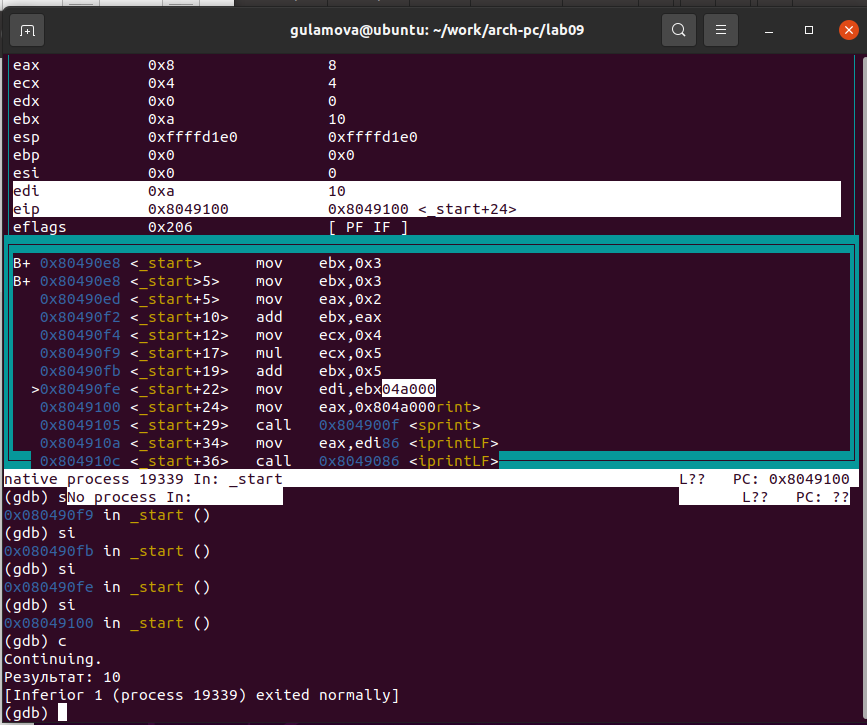 gulamova@ubuntu: ~/work/arch-pc/lab09
eax 0x8 8
ecx 0x4 4
edx 0x0 0
ebx 0xa 10
esp 0xffffd1e0 0xffffd1e0
ebp 0x0 0x0
esi 0x0 0
edi 0xa 10
eip 0x8049100 0x8049100 <_start+24>
eflags 0x206 [ PF IF ]
B+ 0x80490e8 <_start> mov ebx,0x3
B+ 0x80490e8 <_start>5> mov ebx,0x3
0x80490ed <_start+5> mov eax,0x2
0x80490f2 <_start+10> add ebx,eax
0x80490f4 <_start+12> mov ecx,0x4
0x80490f9 <_start+17> mul ecx,0x5
0x80490fb <_start+19> add ebx,0x5
>0x80490fe <_start+22> mov edi,ebx04a000
0x8049100 <_start+24> mov eax,0x804a000rint>
0x8049105 <_start+29> call 0x804900f <sprint>
0x804910a <_start+34> mov eax,edi86 <iprintLF>
0x804910c <_start+36> call 0x8049086 <iprintLF>
native process 19339 In: _start L?? PC: 0x8049100
(gdb) sNo process In: L?? PC: ??
0x080490f9 in _start ()
(gdb) si
0x080490fb in _start ()
(gdb) si
0x080490fe in _start ()
(gdb) si
0x08049100 in _start ()
(gdb) c
Continuing.
Результат: 10
[Inferior 1 (process 19339) exited normally]
(gdb)